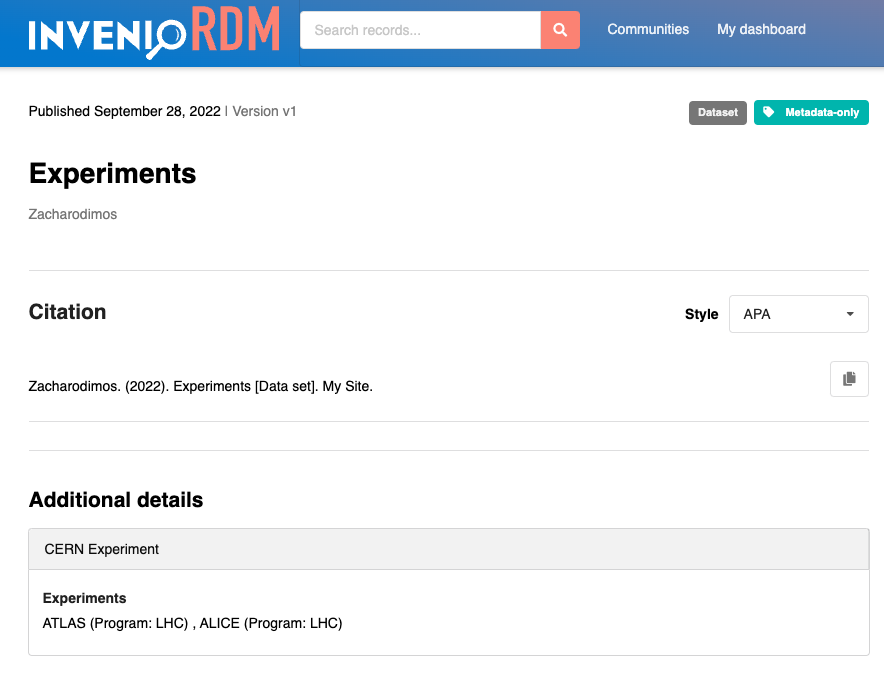 INVENIO RDM Search records... Communities My dashboard
Published September 28, 2022 | Version v1 Dataset Metadata-only
Experiments
Zacharodimos
Citation Style APA
Zacharodimos. (2022). Experiments [Data set]. My Site.
Additional details
CERN Experiment
Experiments
ATLAS (Program: LHC) , ALICE (Program: LHC)